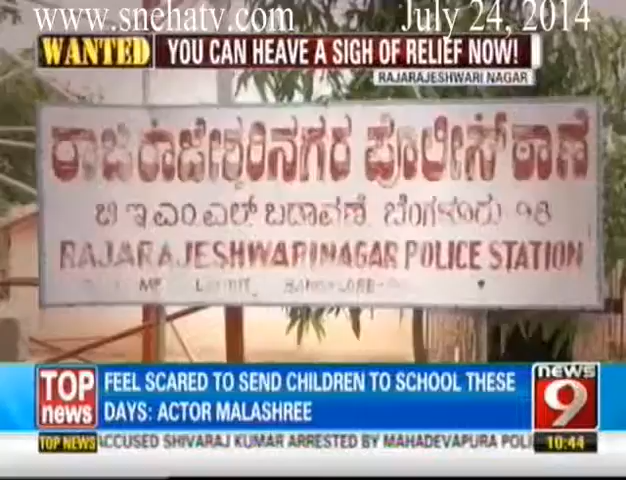 www.snehatv.com July 24, 2014
WANTED YOU CAN HEAVE A SIGH OF RELIEF NOW!
RAJARAJESHWARI NAGAR
ರಾಜರಾಜೇಶ್ವರಿನಗರ ಪೊಲೀಸ್ ಠಾಣೆ
ಬಿ ಇ ಎಂ ಎಲ್ ಬಡಾವಣೆ ಬೆಂಗಳೂರು ೯8
RAJARAJESHWARINAGAR POLICE STATION
TOP news
FEEL SCARED TO SEND CHILDREN TO SCHOOL THESE
DAYS: ACTOR MALASHREE
news 9
TOP NEWS ACCUSED SHIVARAJ KUMAR ARRESTED BY MAHADEVAPURA POLI 10:44